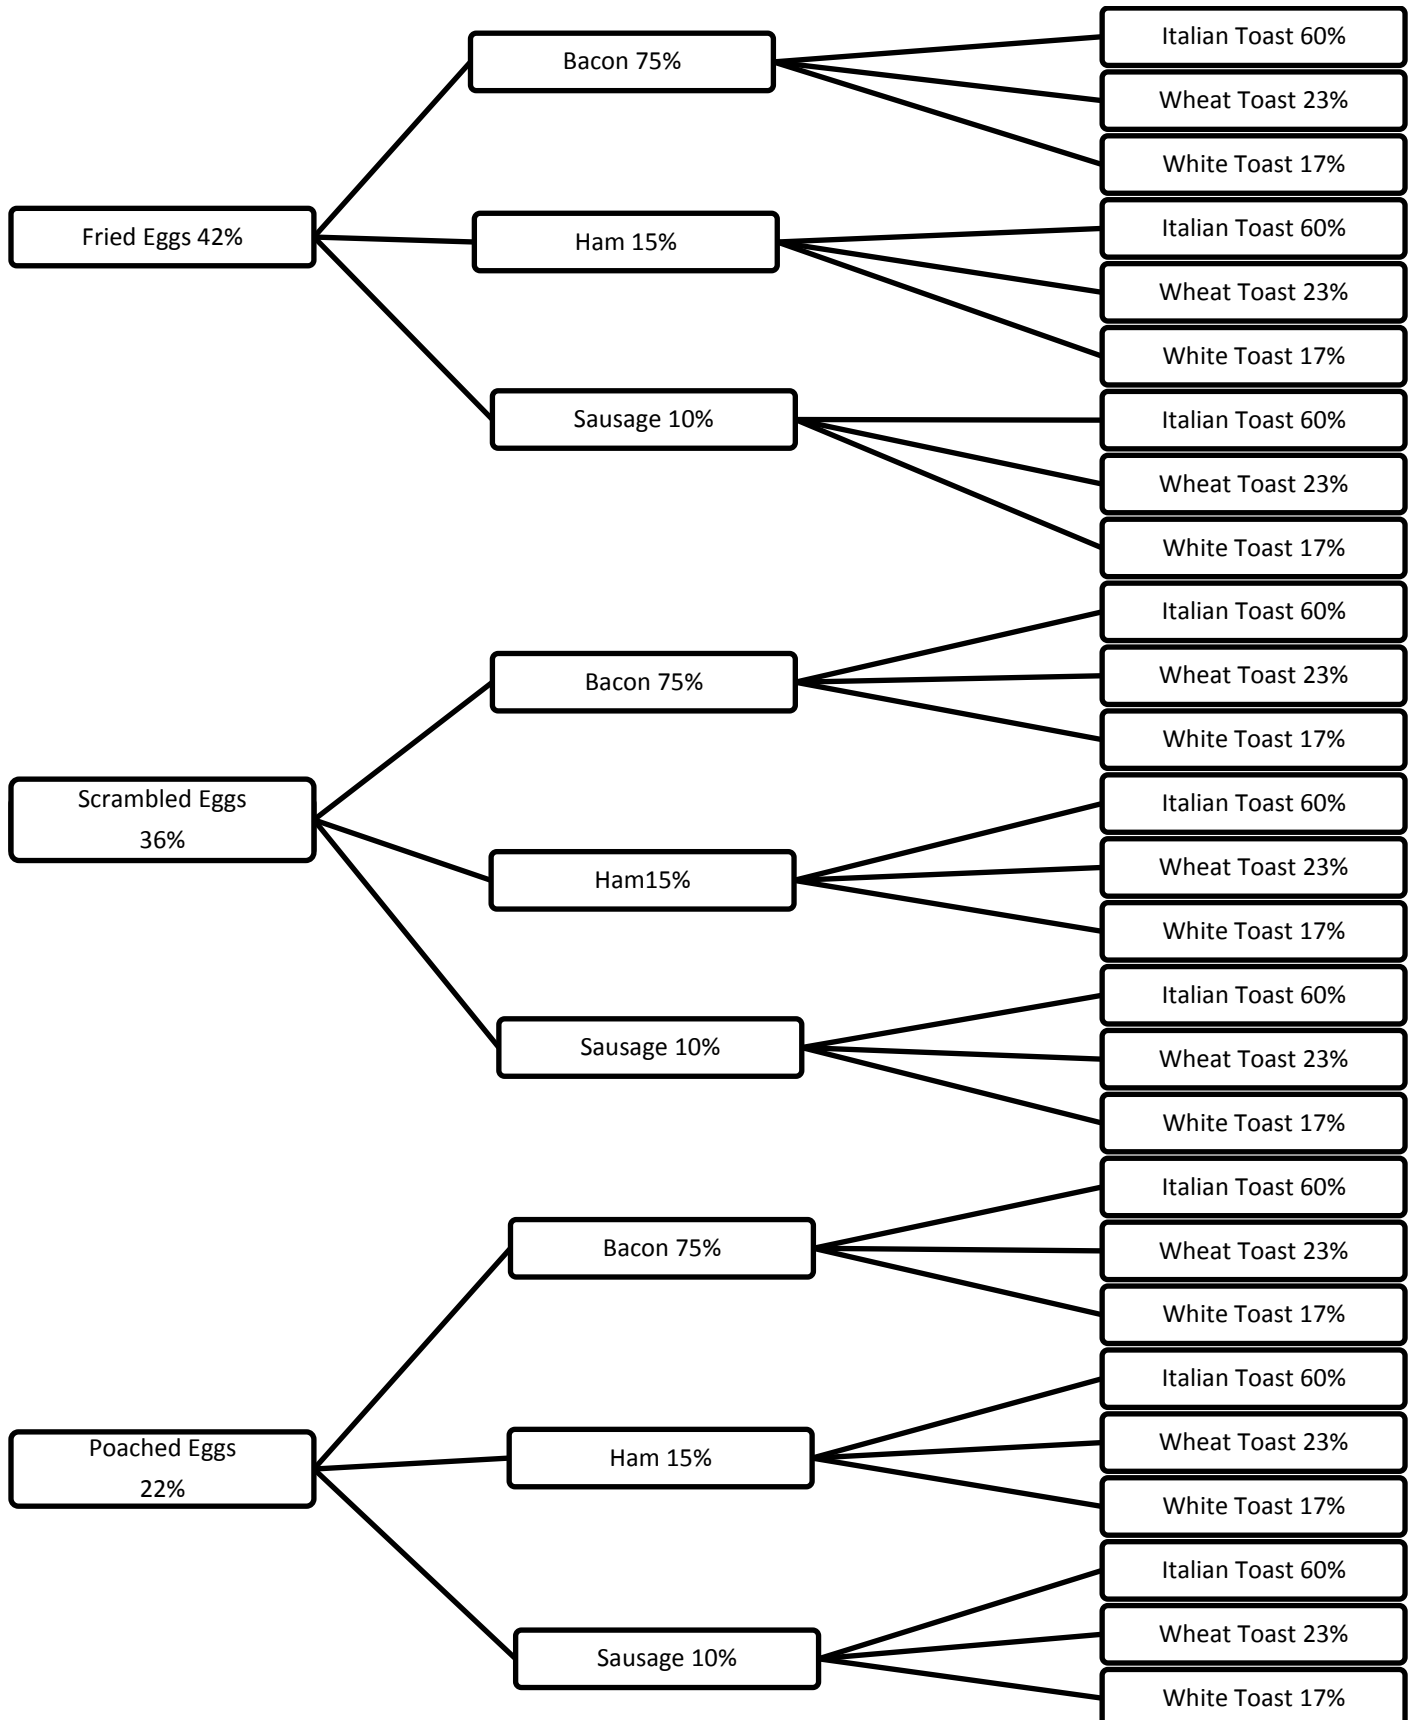 Italian Toast 60%
Bacon 75%
Wheat Toast 23%
White Toast 17%
Fried Eggs 42%
Ham 15%
Italian Toast 60%
Wheat Toast 23%
White Toast 17%
Sausage 10%
Italian Toast 60%
Wheat Toast 23%
White Toast 17%
Italian Toast 60%
Bacon 75%
Wheat Toast 23%
White Toast 17%
Scrambled Eggs
36%
Italian Toast 60%
Ham15%
Wheat Toast 23%
White Toast 17%
Italian Toast 60%
Sausage 10%
Wheat Toast 23%
White Toast 17%
Italian Toast 60%
Bacon 75%
Wheat Toast 23%
White Toast 17%
Italian Toast 60%
Poached Eggs
22%
Ham 15%
Wheat Toast 23%
White Toast 17%
Italian Toast 60%
Sausage 10%
Wheat Toast 23%
White Toast 17%